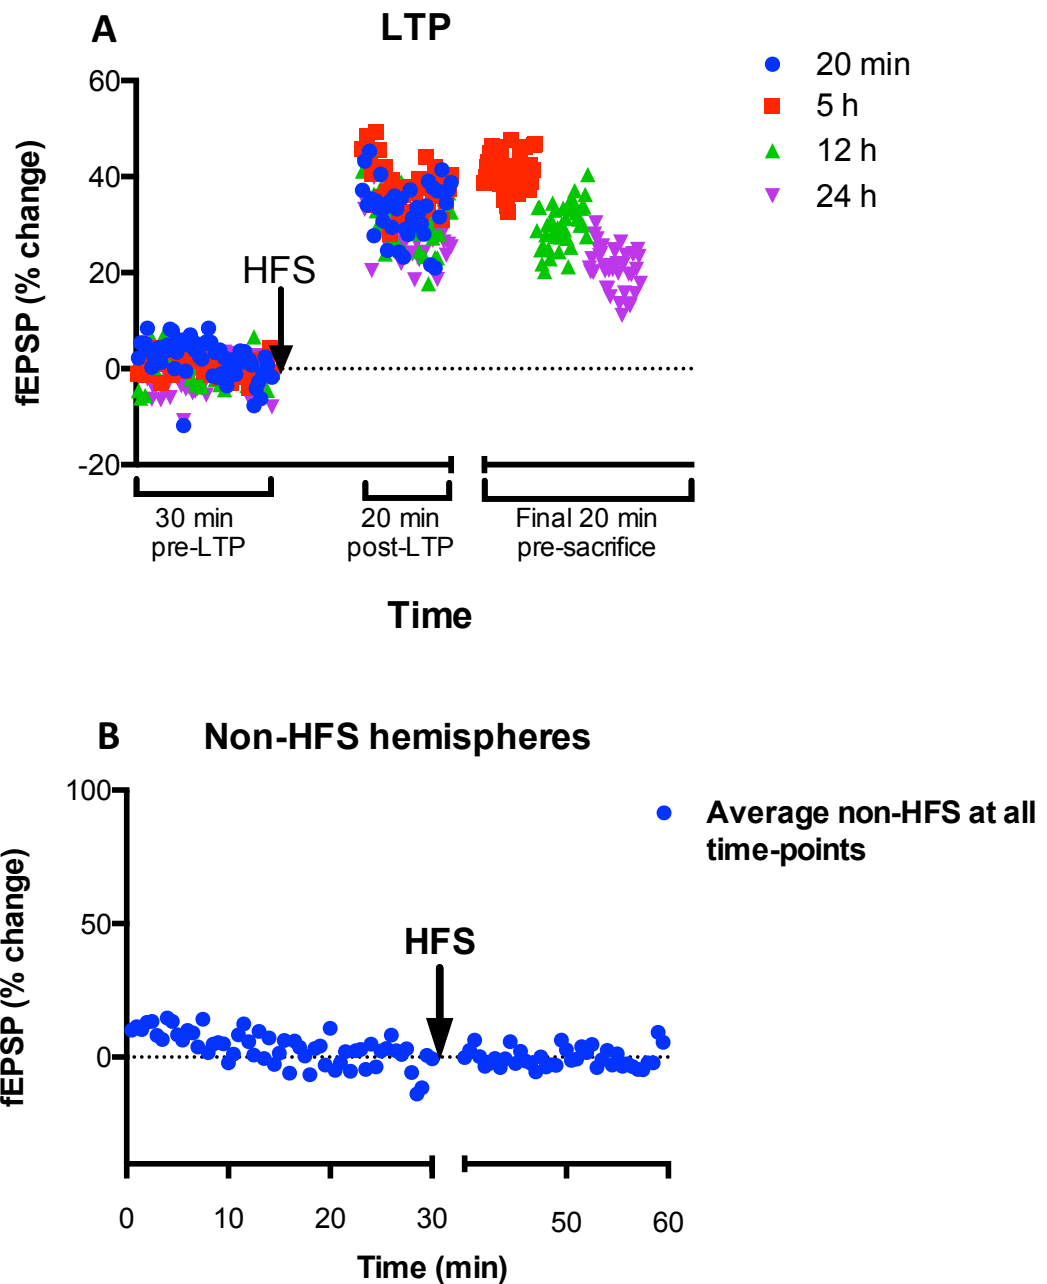 A
LTP
20 min
5 h
12 h
24 h
fEPSP (% change)
60
40
20
0
-20
HFS
30 min
pre-LTP
20 min
post-LTP
Final 20 min
pre-sacrifice
Time
B
Non-HFS hemispheres
Average non-HFS at all
time-points
fEPSP (% change)
100
50
0
HFS
0 10 20 30 50 60
Time (min)